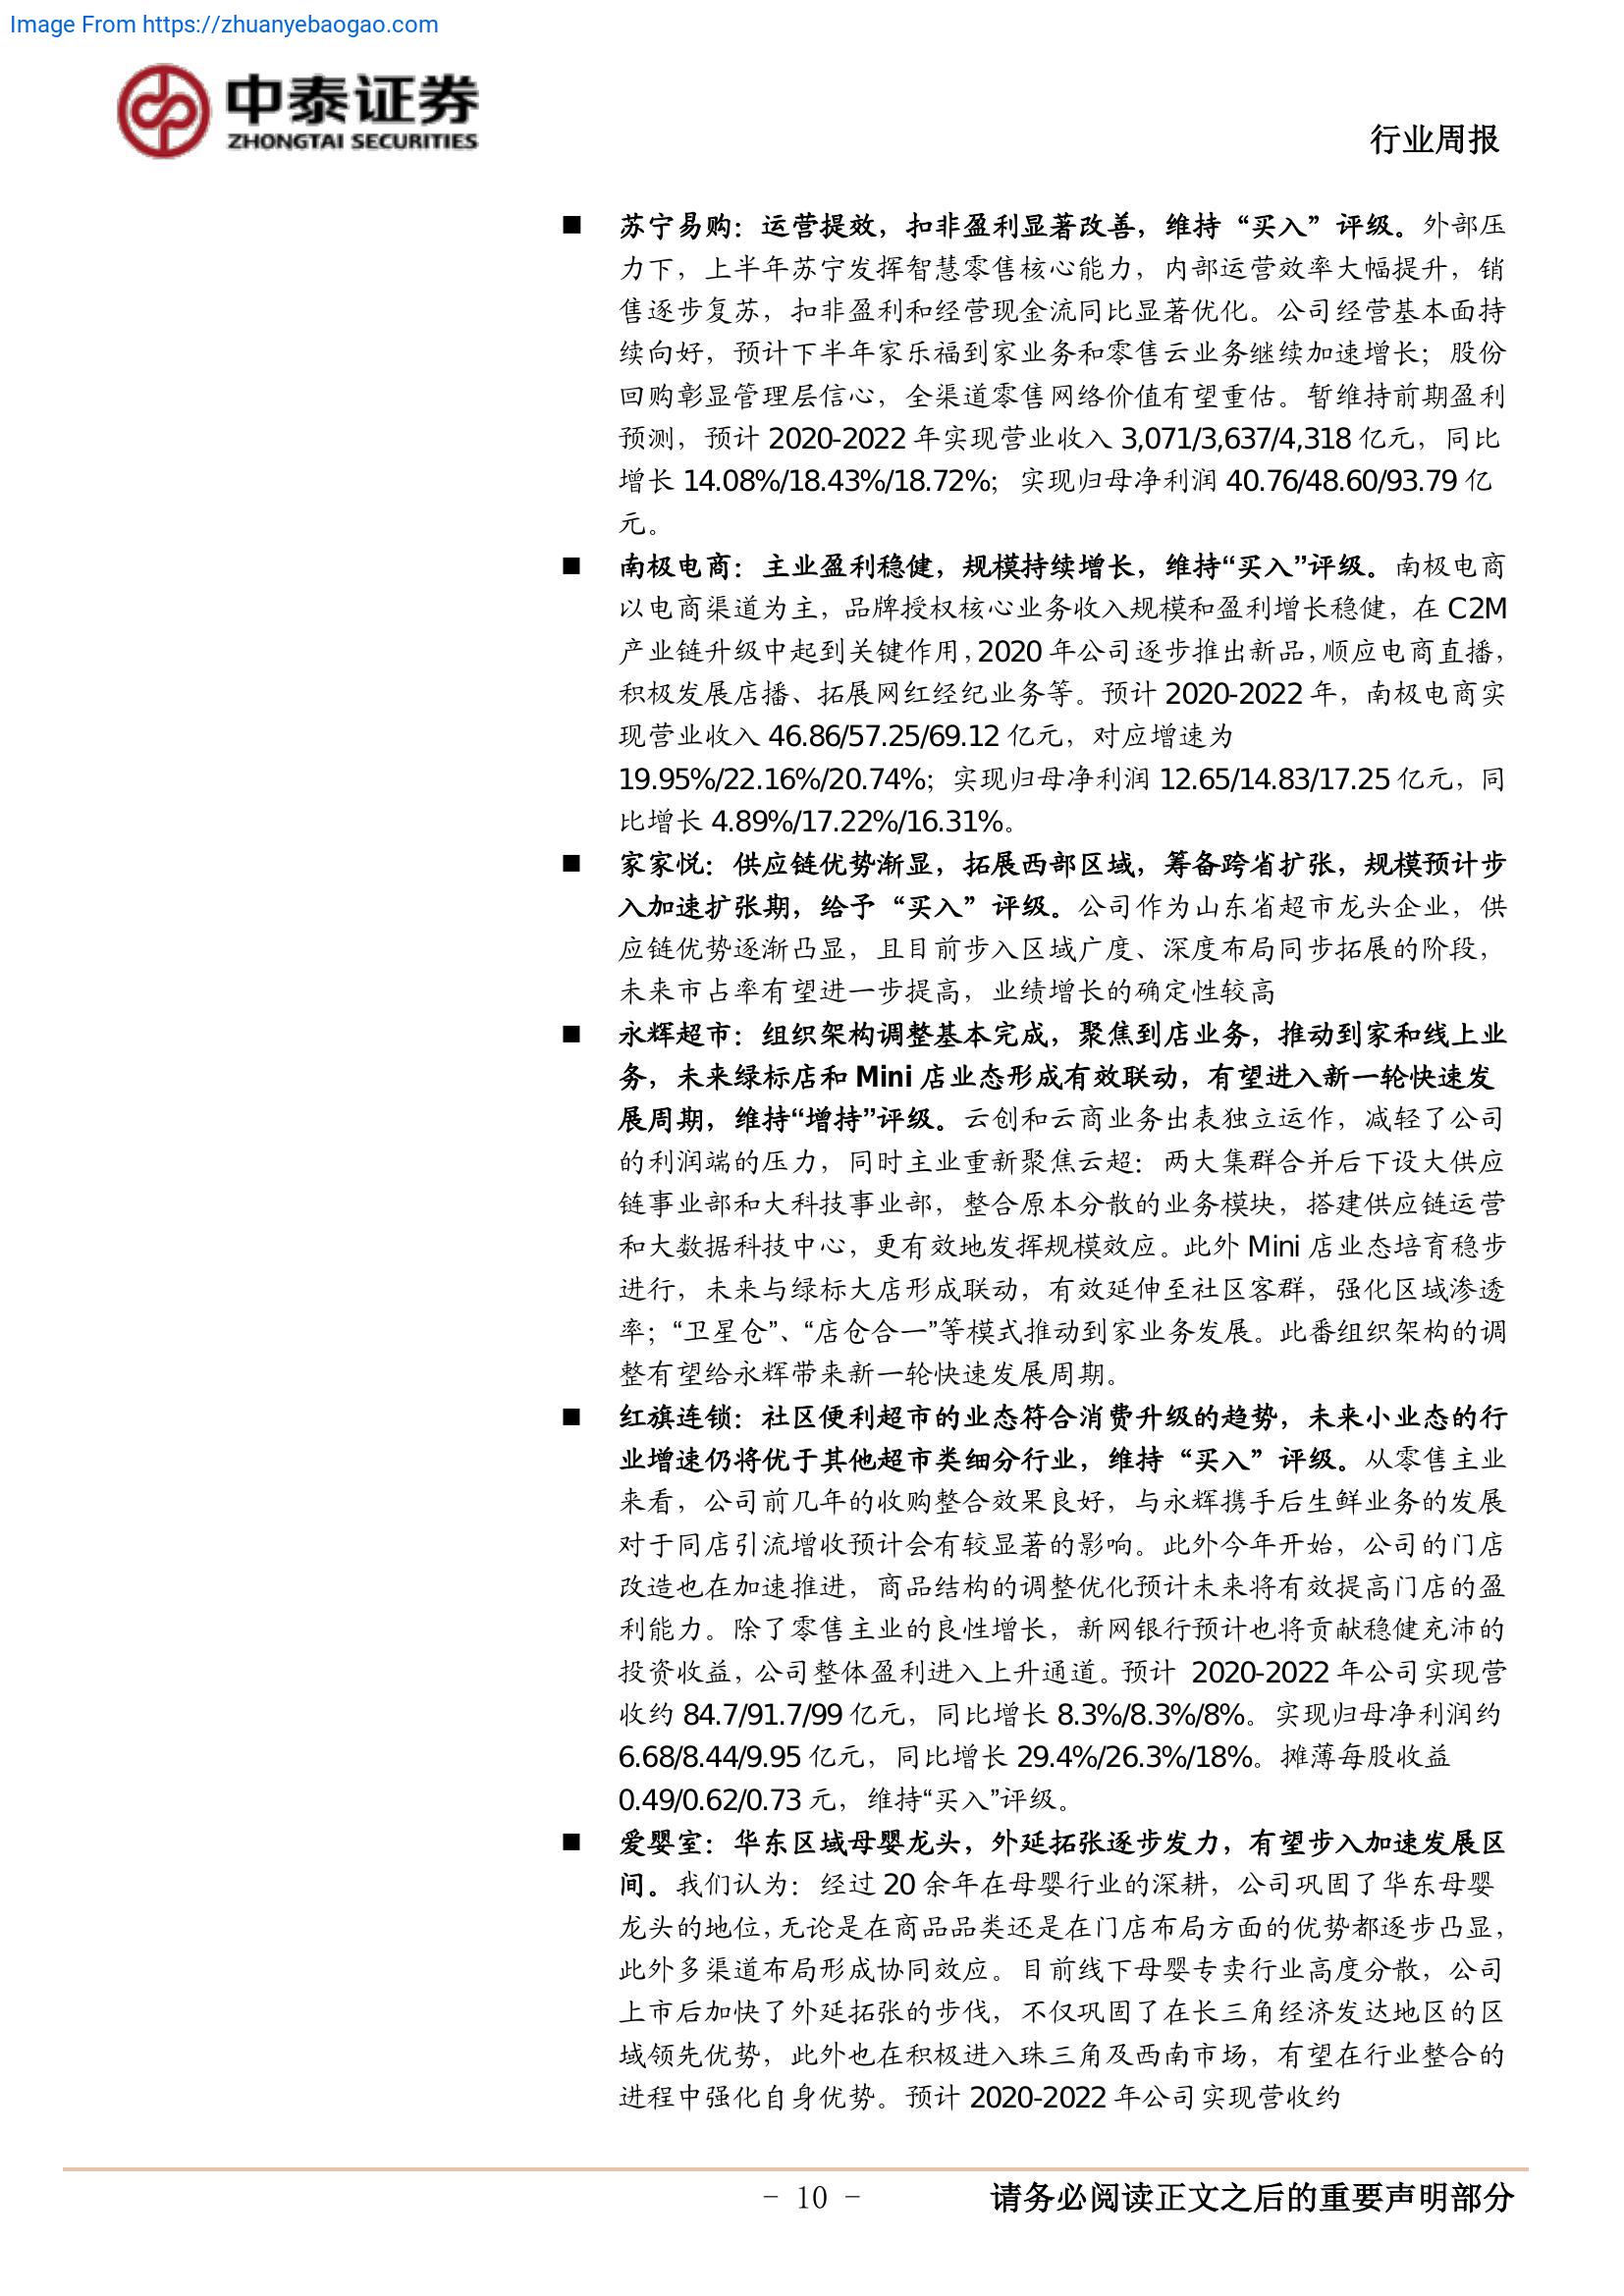 Image From https://zhuanyebaogao.com
中泰证券
ZHONGTAI SECURITIES
行业周报
■ 苏宁易购：运营提效，扣非盈利显著改善，维持“买入”评级。外部压
力下，上半年苏宁发挥智慧零售核心能力，内部运营效率大幅提升，销
售逐步复苏，扣非盈利和经营现金流同比显著优化。公司经营基本面持
续向好，预计下半年家乐福到家业务和零售云业务继续加速增长；股份
回购彰显管理层信心，全渠道零售网络价值有望重估。暂维持前期盈利
预测，预计 2020-2022 年实现营业收入 3,071/3,637/4,318 亿元，同比
增长 14.08%/18.43%/18.72%；实现归母净利润 40.76/48.60/93.79 亿
元。
■ 南极电商：主业盈利稳健，规模持续增长，维持“买入”评级。南极电商
以电商渠道为主，品牌授权核心业务收入规模和盈利增长稳健，在 C2M
产业链升级中起到关键作用，2020 年公司逐步推出新品，顺应电商直播，
积极发展店播、拓展网红经纪业务等。预计 2020-2022 年，南极电商实
现营业收入 46.86/57.25/69.12 亿元，对应增速为
19.95%/22.16%/20.74%；实现归母净利润 12.65/14.83/17.25 亿元，同
比增长 4.89%/17.22%/16.31%。
■ 家家悦：供应链优势渐显，拓展西部区域，筹备跨省扩张，规模预计步
入加速扩张期，给予“买入”评级。公司作为山东省超市龙头企业，供
应链优势逐渐凸显，且目前步入区域广度、深度布局同步拓展的阶段，
未来市占率有望进一步提高，业绩增长的确定性较高
■ 永辉超市：组织架构调整基本完成，聚焦到店业务，推动到家和线上业
务，未来绿标店和 Mini 店业态形成有效联动，有望进入新一轮快速发
展周期，维持“增持”评级。云创和云商业务出表独立运作，减轻了公司
的利润端的压力，同时主业重新聚焦云超：两大集群合并后下设大供应
链事业部和大科技事业部，整合原本分散的业务模块，搭建供应链运营
和大数据科技中心，更有效地发挥规模效应。此外 Mini 店业态培育稳步
进行，未来与绿标大店形成联动，有效延伸至社区客群，强化区域渗透
率；“卫星仓”、“店仓合一”等模式推动到家业务发展。此番组织架构的调
整有望给永辉带来新一轮快速发展周期。
■ 红旗连锁：社区便利超市的业态符合消费升级的趋势，未来小业态的行
业增速仍将优于其他超市类细分行业，维持“买入”评级。从零售主业
来看，公司前几年的收购整合效果良好，与永辉携手后生鲜业务的发展
对于同店引流增收预计会有较显著的影响。此外今年开始，公司的门店
改造也在加速推进，商品结构的调整优化预计未来将有效提高门店的盈
利能力。除了零售主业的良性增长，新网银行预计也将贡献稳健充沛的
投资收益，公司整体盈利进入上升通道。预计 2020-2022 年公司实现营
收约 84.7/91.7/99 亿元，同比增长 8.3%/8.3%/8%。实现归母净利润约
6.68/8.44/9.95 亿元，同比增长 29.4%/26.3%/18%。摊薄每股收益
0.49/0.62/0.73 元，维持“买入”评级。
■ 爱婴室：华东区域母婴龙头，外延拓张逐步发力，有望步入加速发展区
间。我们认为：经过 20 余年在母婴行业的深耕，公司巩固了华东母婴
龙头的地位，无论是在商品品类还是在门店布局方面的优势都逐步凸显，
此外多渠道布局形成协同效应。目前线下母婴专卖行业高度分散，公司
上市后加快了外延拓张的步伐，不仅巩固了在长三角经济发达地区的区
域领先优势，此外也在积极进入珠三角及西南市场，有望在行业整合的
进程中强化自身优势。预计 2020-2022 年公司实现营收约
- 10 -
请务必阅读正文之后的重要声明部分